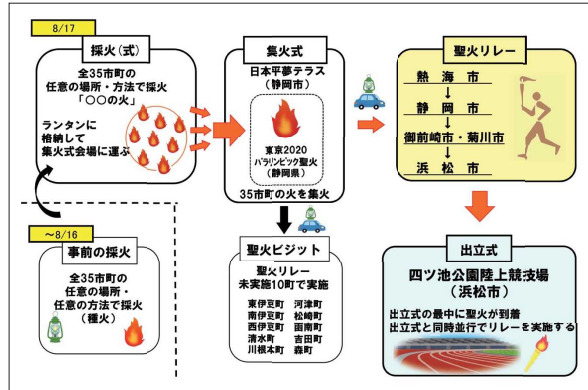 8/17
採火(式)
全35市町の
任意の場所・方法で採火
「○○の火」
ランタンに
格納して
集火式会場に運ぶ
~8/16
事前の採火
全35市町の
任意の場所・
任意の方法で採火
(種火)
集火式
日本平夢テラス
(静岡市)
東京2020
パラリンピック聖火
(静岡県)
35市町の火を集火
聖火ビジット
聖火リレー
未実施10町で実施
東伊豆町 河津町
南伊豆町 松崎町
西伊豆町 函南町
清水町 吉田町
川根本町 森町
聖火リレー
熱海市
↓
静岡市
↓
御前崎市・菊川市
↓
浜松市
出立式
四ツ池公園陸上競技場
(浜松市)
出立式の最中に聖火が到着
出立式と同時並行でリレーを実施する